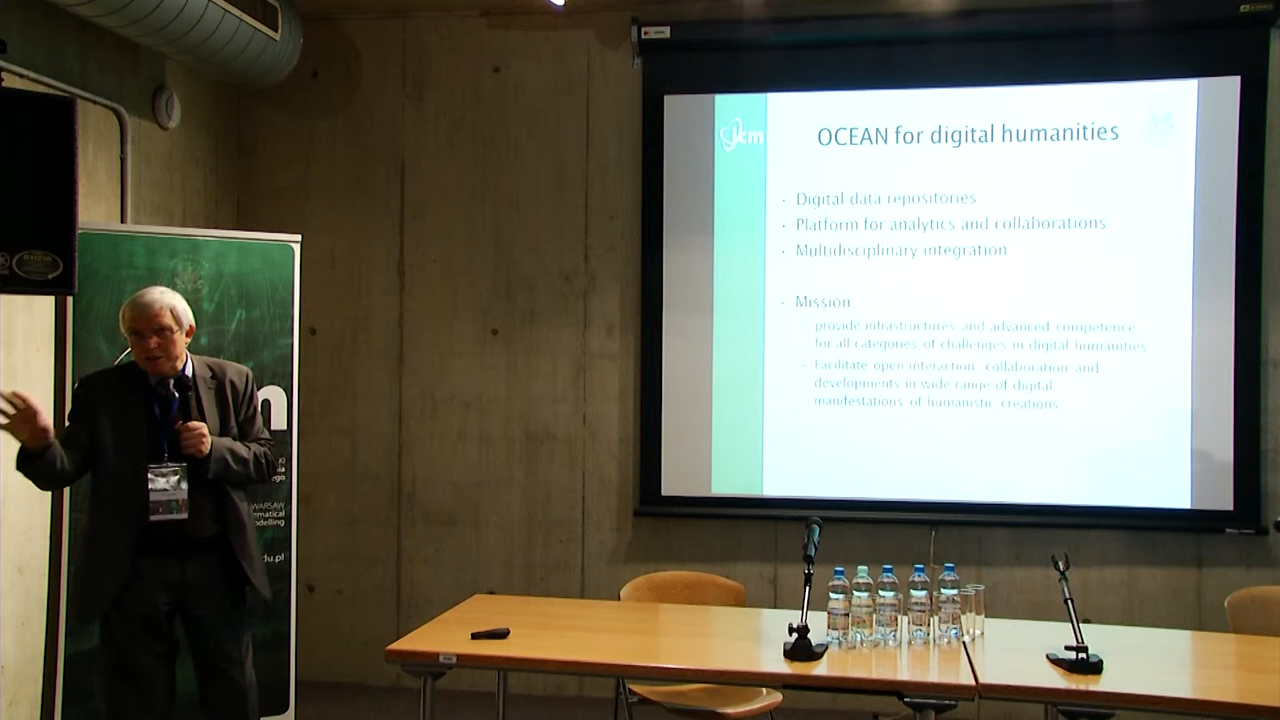 icm
OCEAN for digital humanities
· Digital data repositories
· Platform for analytics and collaborations
· Multidisciplinary integration
· Mission
provide infrastructures and advanced competence
for all categories of challenges in digital humanities
- Facilitate open interaction, collaboration and
developments in wide range of digital
manifestations of humanistic creations
WARSAW
ematical
odelling
du.pl